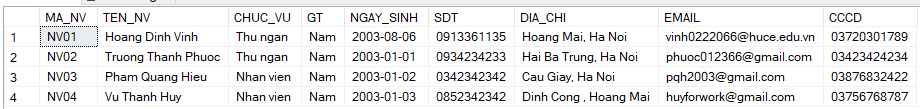 MA_NV TEN_NV CHUC_VU GT NGAY_SINH SDT DIA_CHI EMAIL CCCD
1 NV01 Hoang Dinh Vinh Thu ngan Nam 2003-08-06 0913361135 Hoang Mai, Ha Noi vinh0222066@huce.edu.vn 03720301789
2 NV02 Truong Thanh Phuoc Thu ngan Nam 2003-01-01 0934234233 Hai Ba Trung, Ha Noi phuoc012366@gmail.com 03423424234
3 NV03 Pham Quang Hieu Nhan vien Nam 2003-01-02 0342342342 Cau Giay, Ha Noi pqh2003@gmail.com 03876832422
4 NV04 Vu Thanh Huy Nhan vien Nam 2003-01-03 0852342342 Dinh Cong , Hoang Mai huyforwork@gmail.com 03756768787